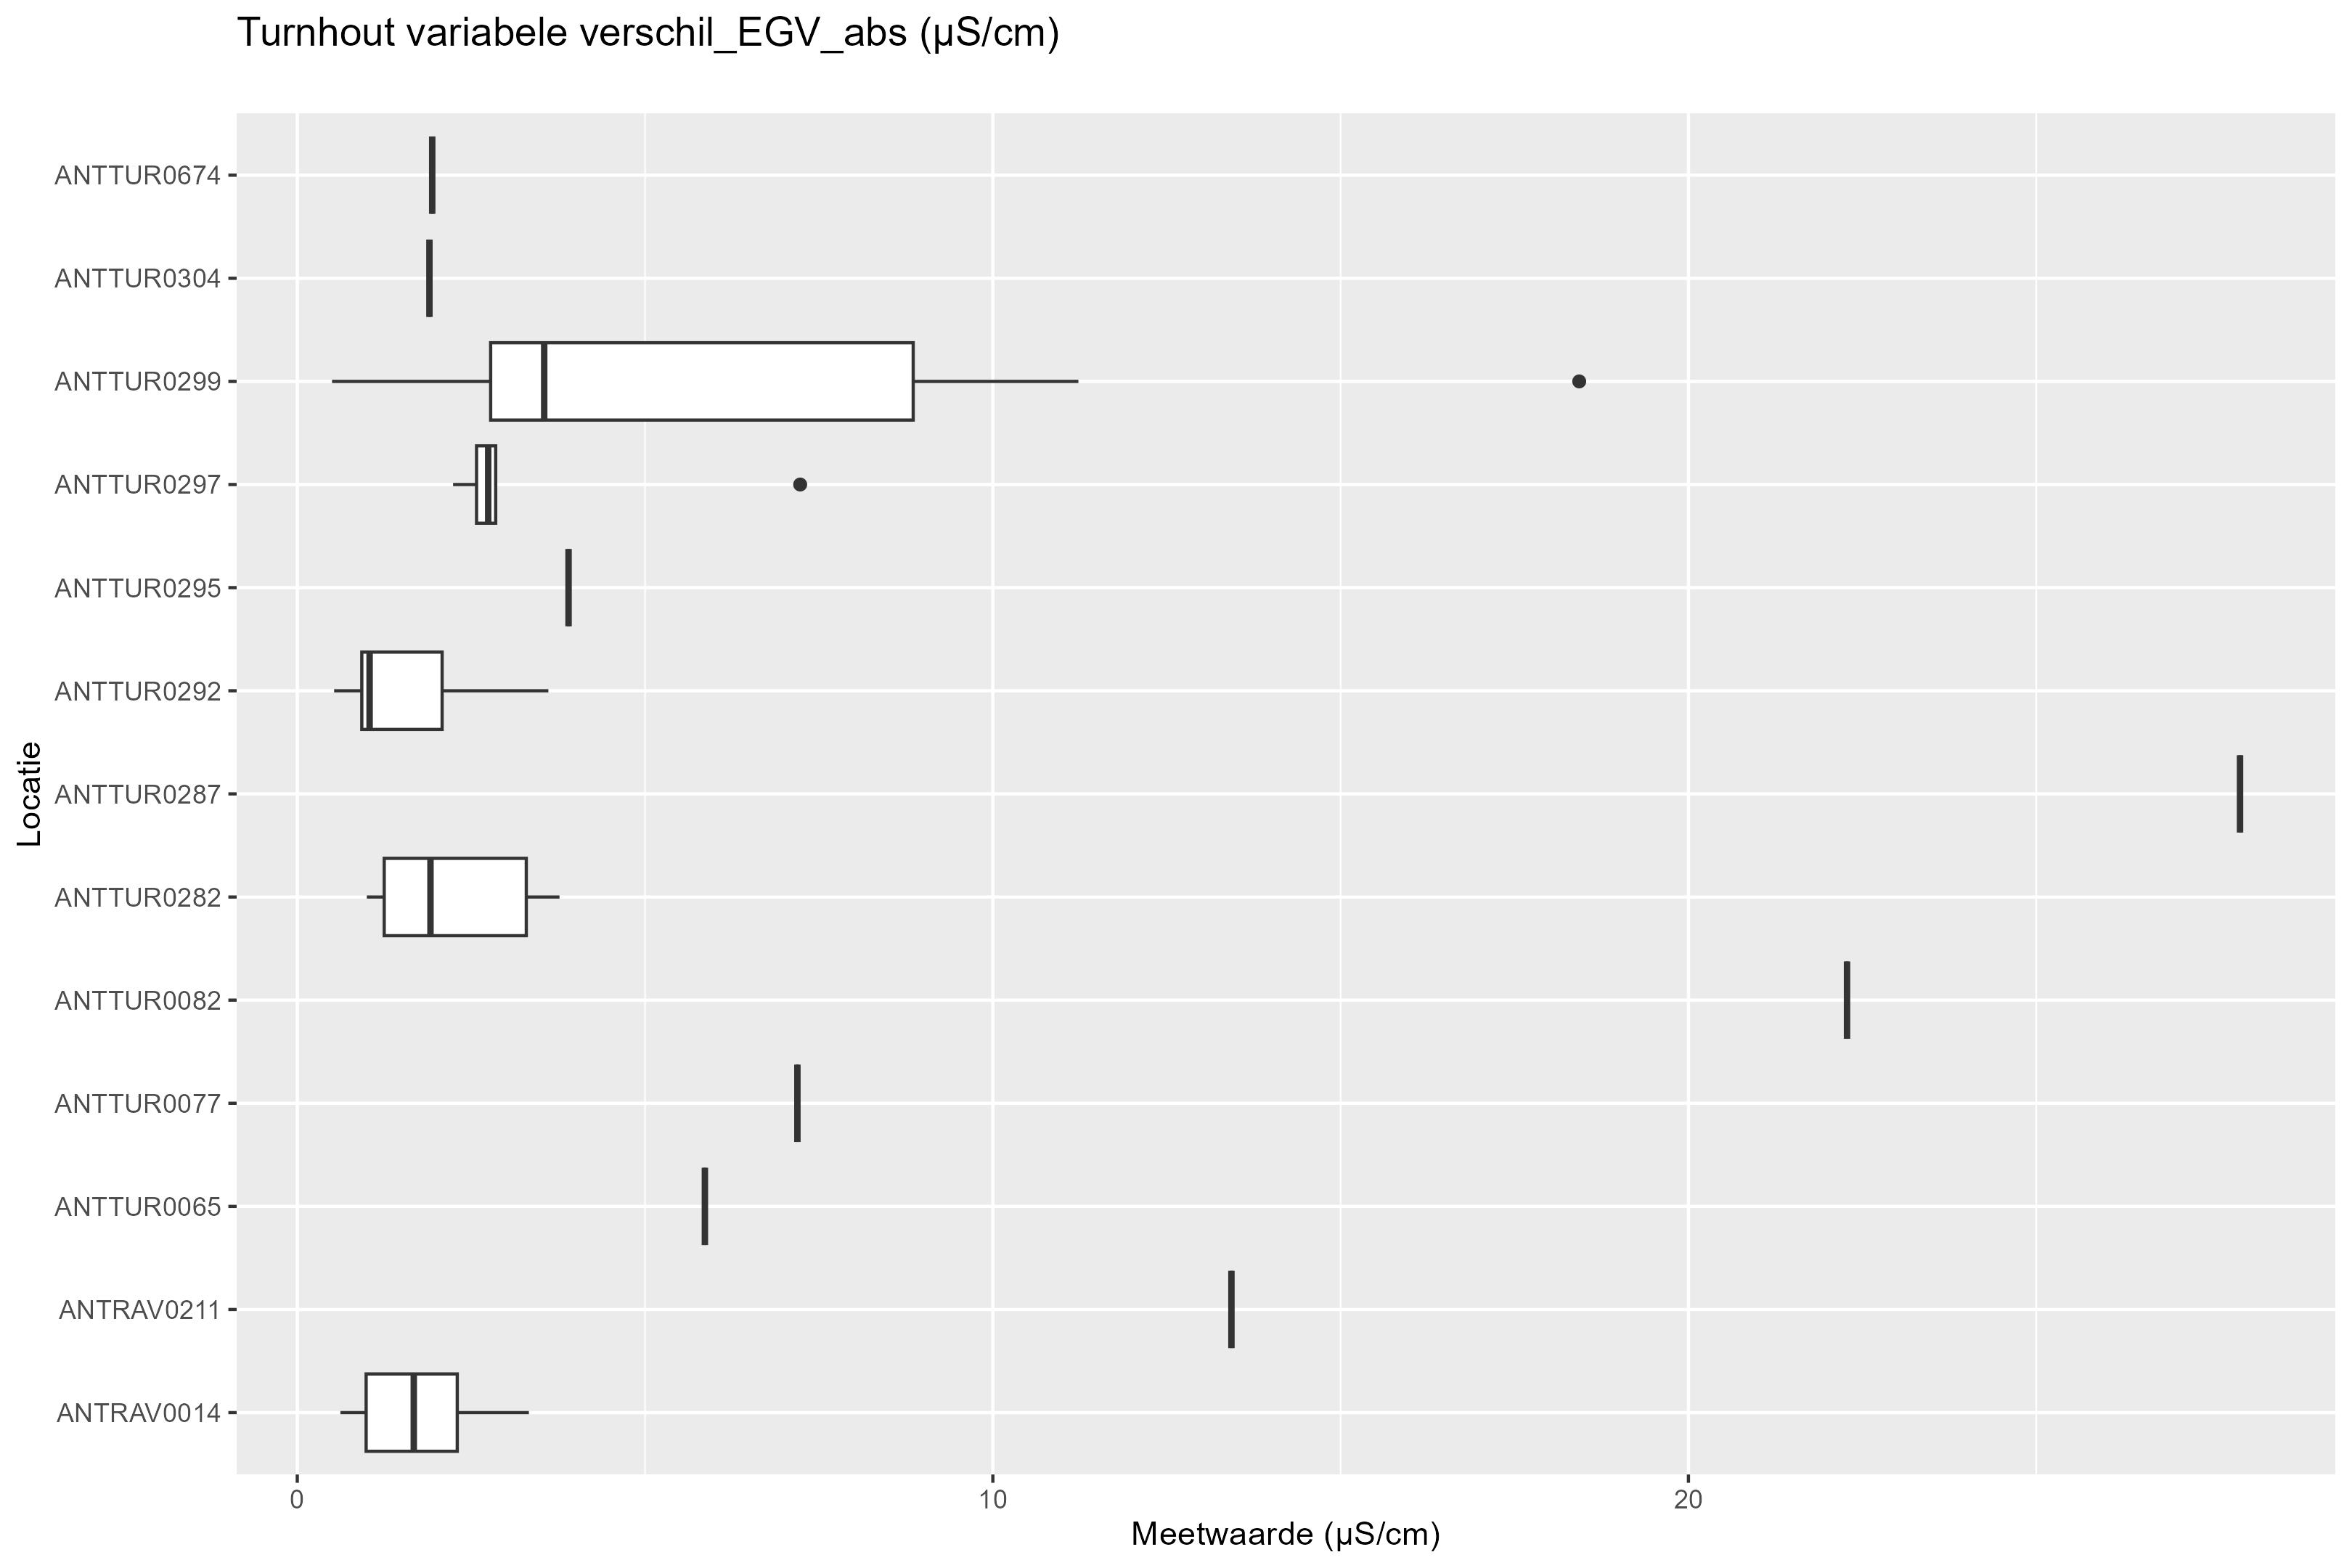 Turnhout variabele verschil_EGV_abs (µS/cm)
ANTTUR0674
ANTTUR0304
ANTTUR0299
ANTTUR0297
ANTTUR0295
ANTTUR0292
ANTTUR0287
ANTTUR0282
ANTTUR0082
ANTTUR0077
ANTTUR0065
ANTRAV0211
ANTRAV0014
Locatie
0 10 20
Meetwaarde (µS/cm)